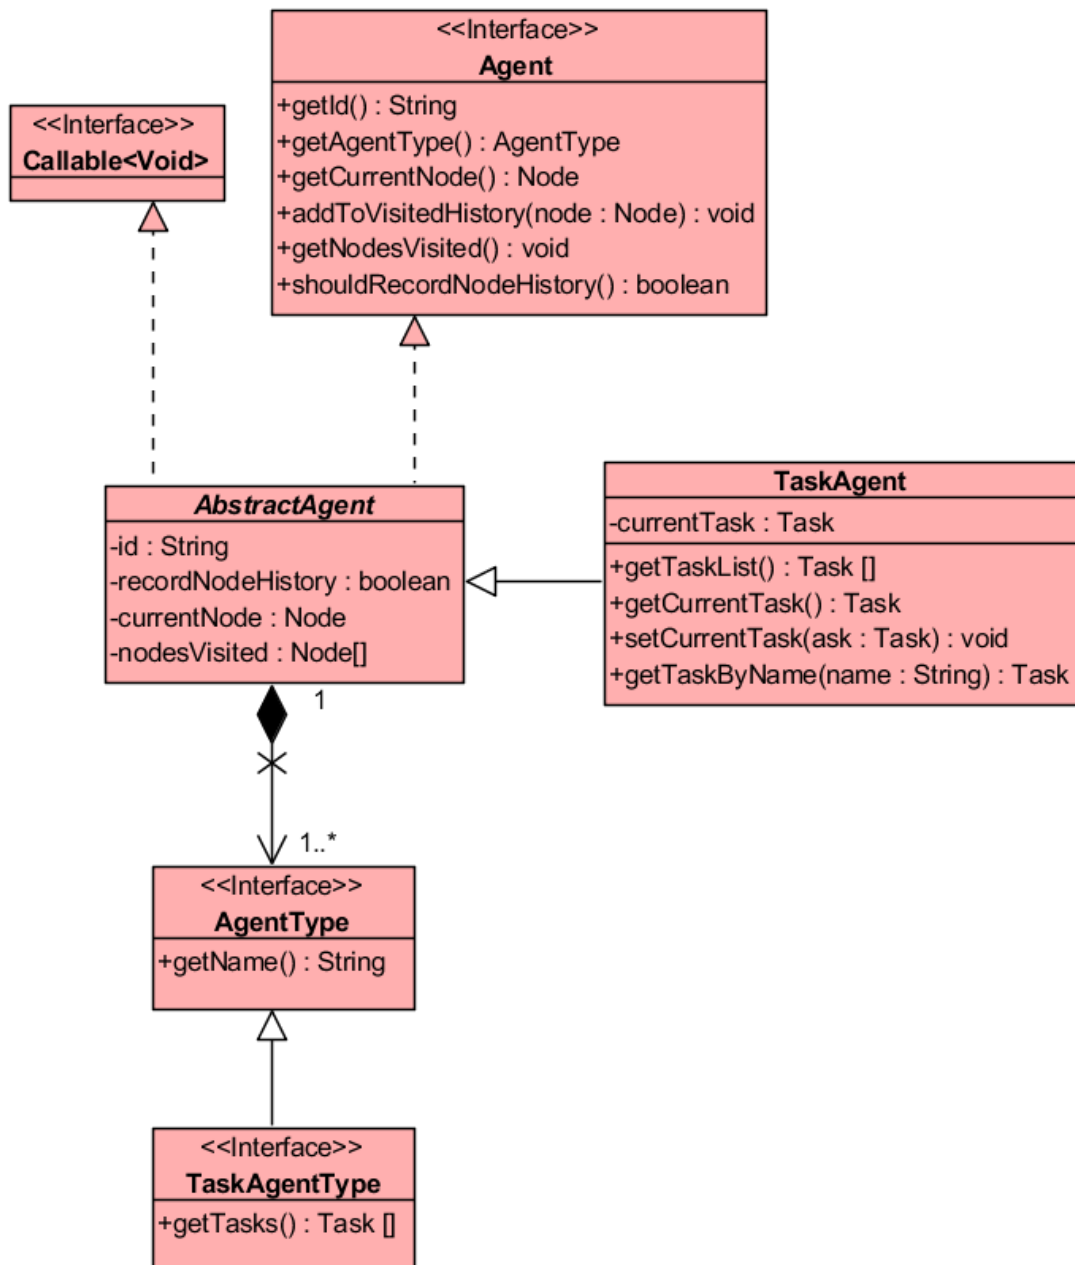 <<Interface>>
Agent
+getId() : String
+getAgentType() : AgentType
+getCurrentNode() : Node
+addToVisitedHistory(node : Node) : void
+getNodesVisited() : void
+shouldRecordNodeHistory() : boolean
<<Interface>>
Callable<Void>
AbstractAgent
-id : String
-recordNodeHistory : boolean
-currentNode : Node
-nodesVisited : Node[]
TaskAgent
-currentTask : Task
+getTaskList() : Task []
+getCurrentTask() : Task
+setCurrentTask(ask : Task) : void
+getTaskByName(name : String) : Task
1
1..*
<<Interface>>
AgentType
+getName() : String
<<Interface>>
TaskAgentType
+getTasks() : Task []